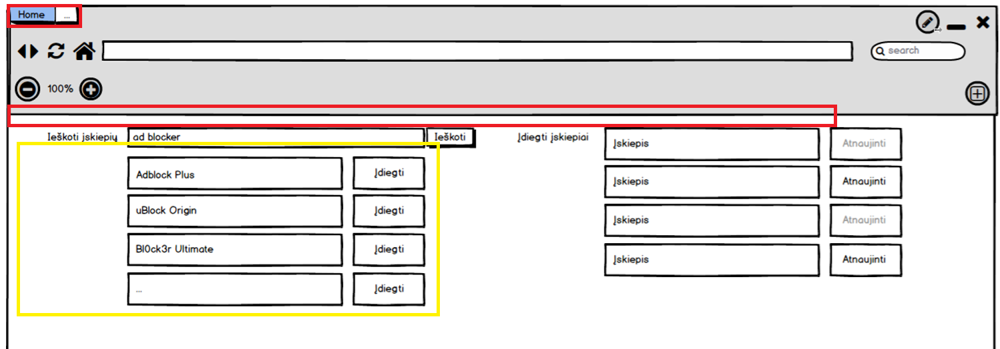 Home ...
search
100%
Ieškoti įskiepių ad blocker Ieškoti
Adblock Plus Įdiegti
uBlock Origin Įdiegti
Bl0ck3r Ultimate Įdiegti
... Įdiegti
Įdiegti įskiepiai
Įskiepis Atnaujinti
Įskiepis Atnaujinti
Įskiepis Atnaujinti
Įskiepis Atnaujinti